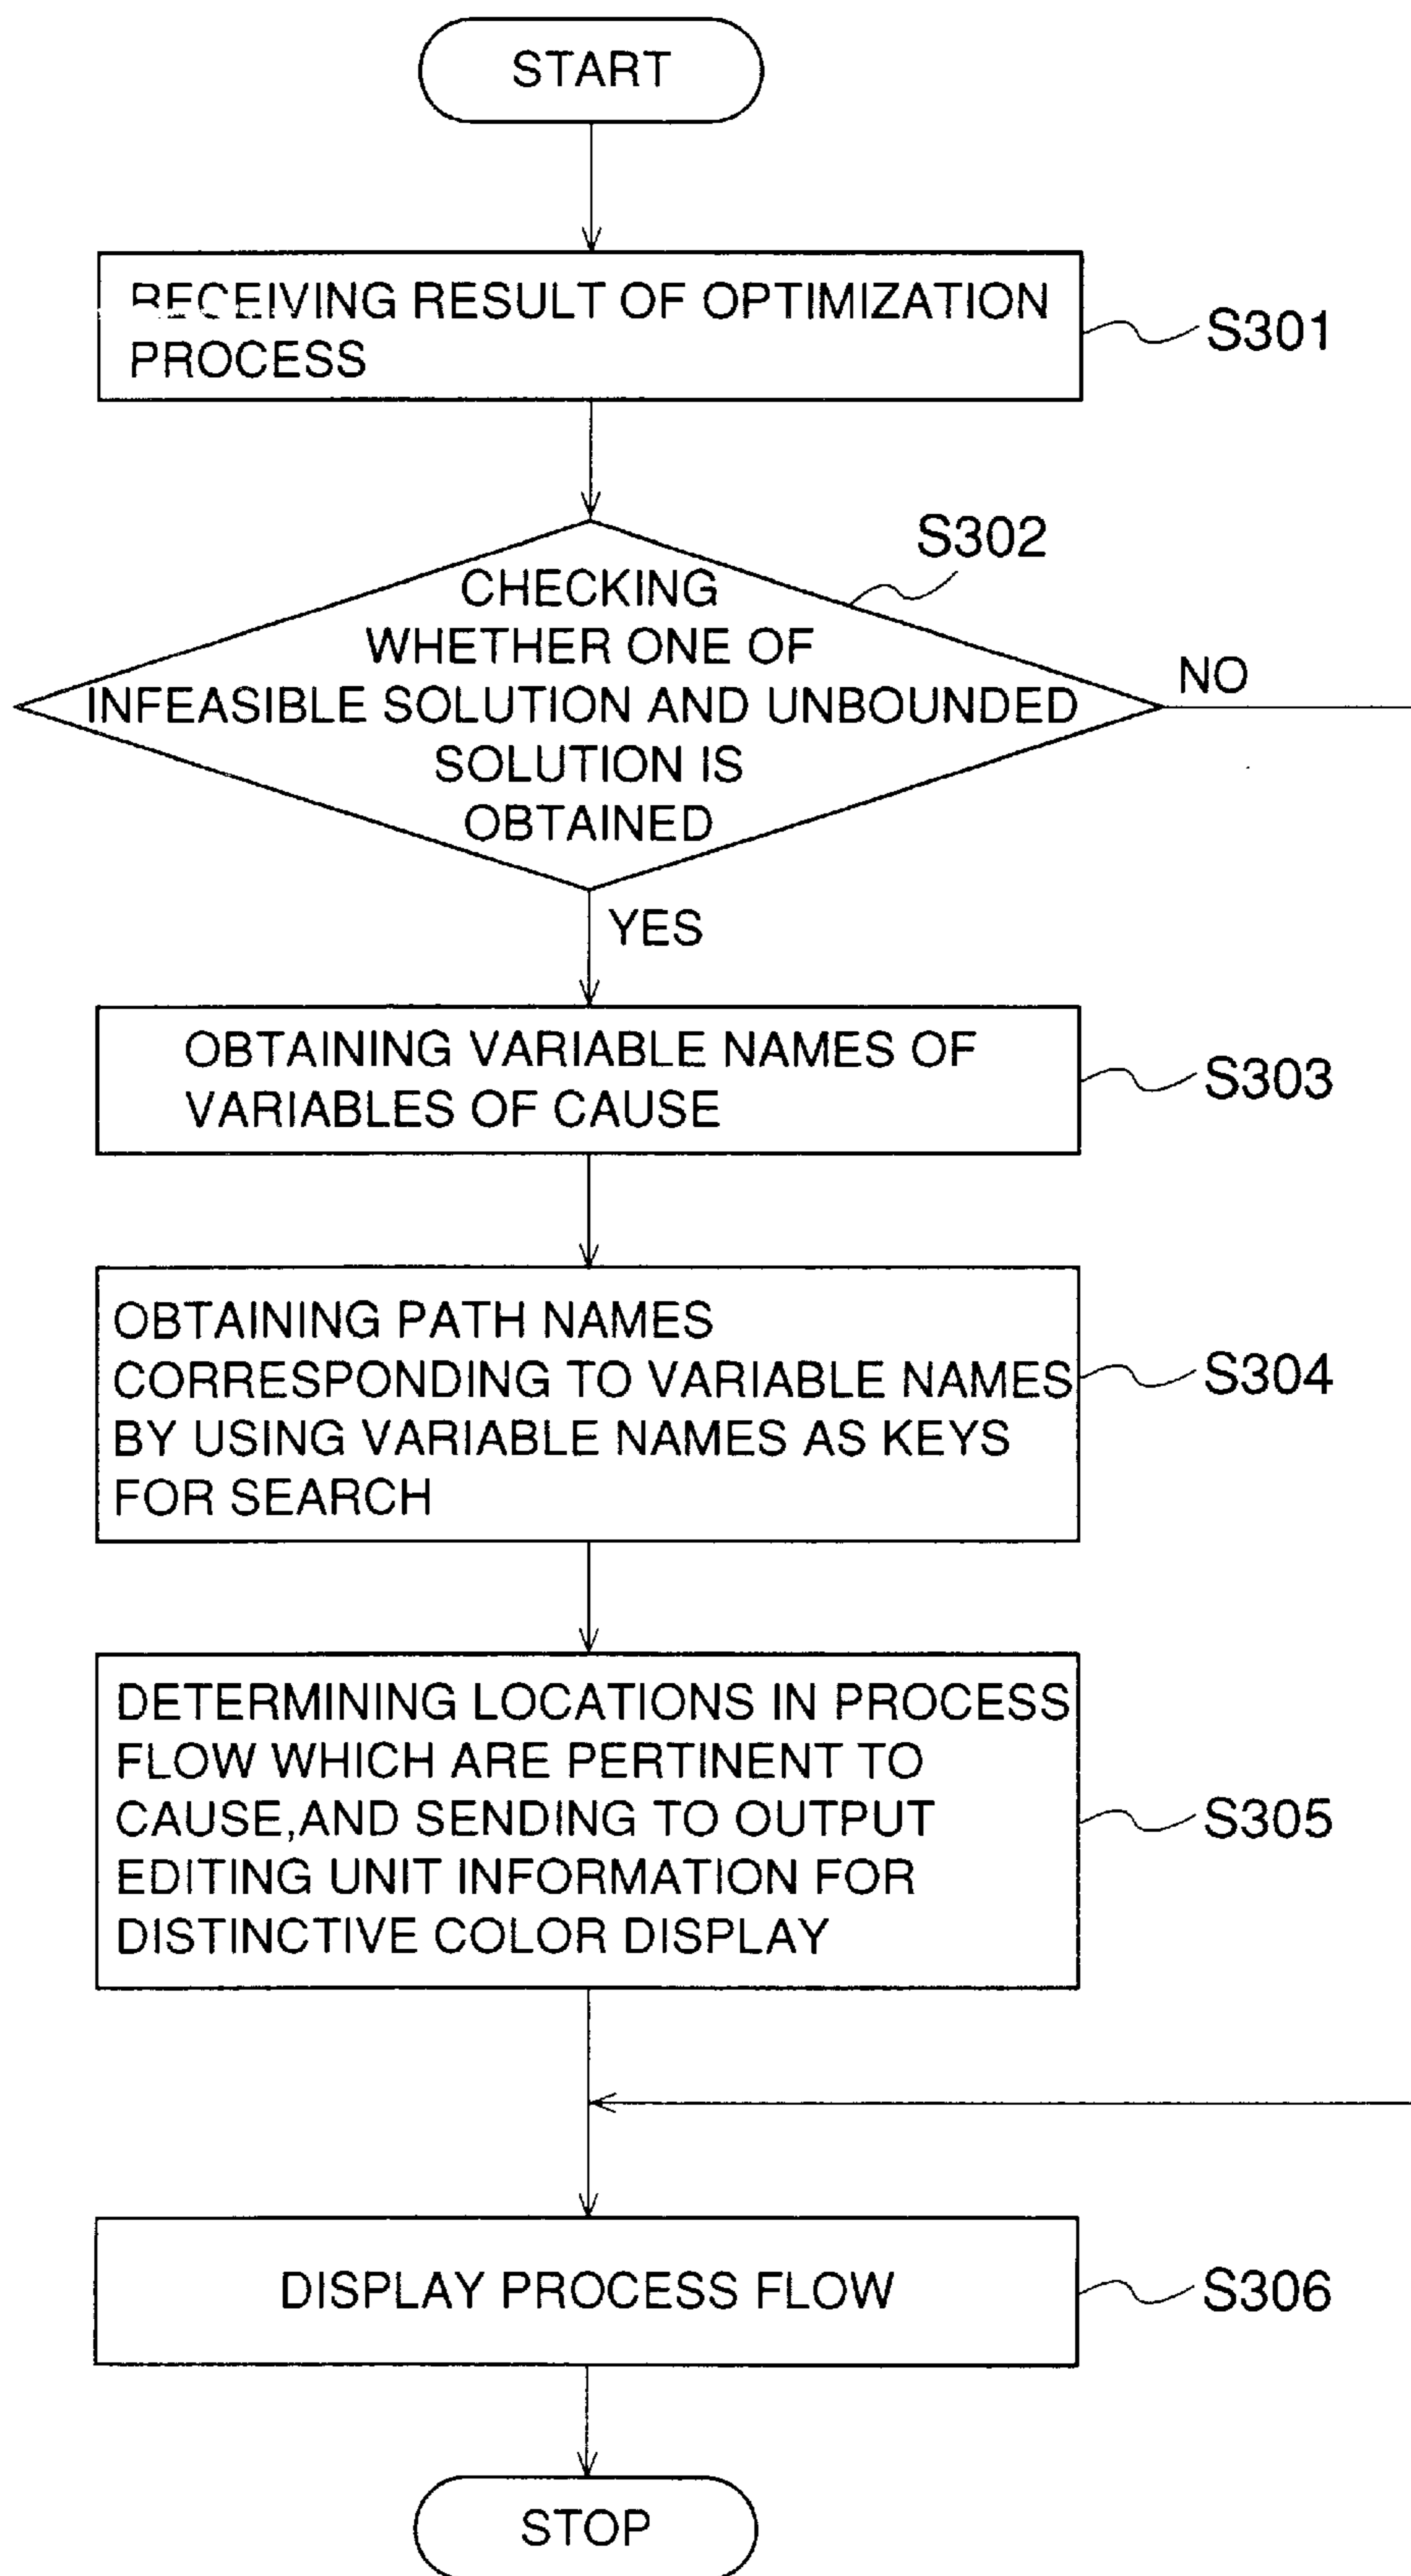 START
RECEIVING RESULT OF OPTIMIZATION
PROCESS
S301
S302
CHECKING
WHETHER ONE OF
INFEASIBLE SOLUTION AND UNBOUNDED
SOLUTION IS
OBTAINED
NO
YES
OBTAINING VARIABLE NAMES OF
VARIABLES OF CAUSE
S303
OBTAINING PATH NAMES
CORRESPONDING TO VARIABLE NAMES
BY USING VARIABLE NAMES AS KEYS
FOR SEARCH
S304
DETERMINING LOCATIONS IN PROCESS
FLOW WHICH ARE PERTINENT TO
CAUSE,AND SENDING TO OUTPUT
EDITING UNIT INFORMATION FOR
DISTINCTIVE COLOR DISPLAY
S305
DISPLAY PROCESS FLOW
S306
STOP